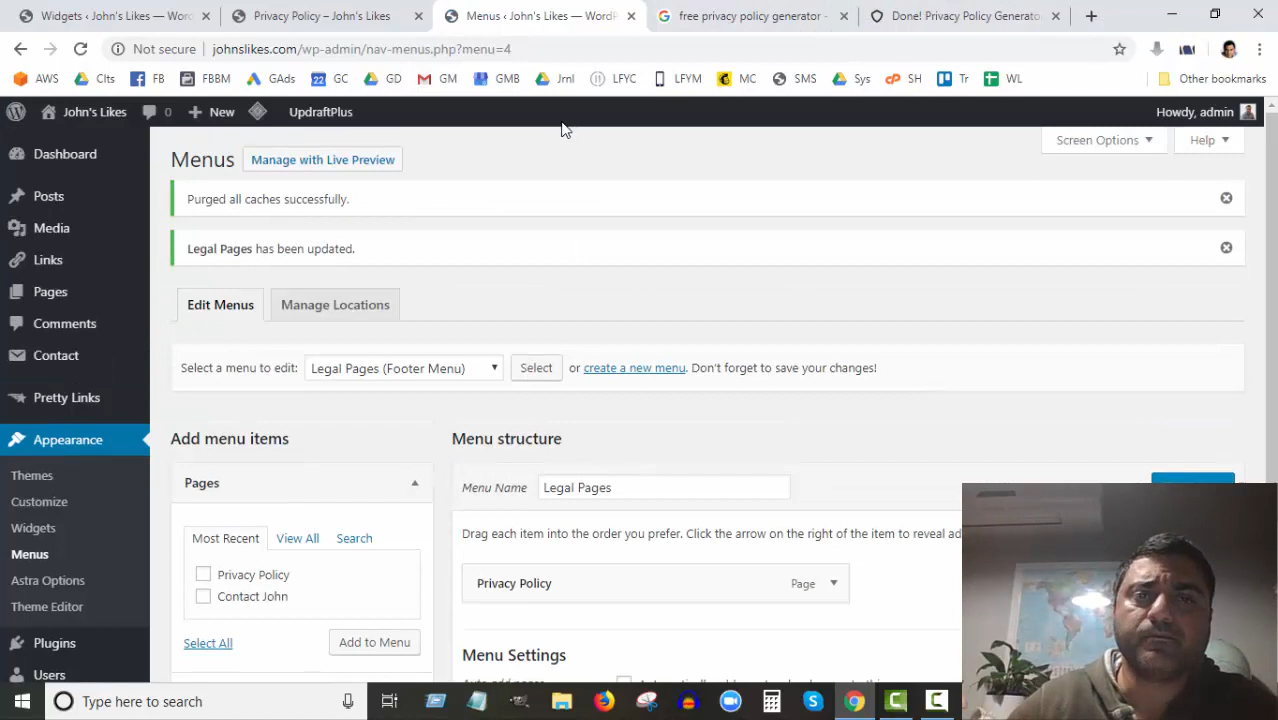 Widgets ‹ John's Likes — WordPr
Privacy Policy – John's Likes
Menus ‹ John's Likes — WordPr
free privacy policy generator -
Done! Privacy Policy Generator
Not secure johnslikes.com/wp-admin/nav-menus.php?menu=4
AWS Clts FB FBBM GAds GC GD GM GMB Jrnl LFYC LFYM MC SMS Sys SH Tr WL Other bookmarks
John's Likes 0 New UpdraftPlus Howdy, admin
Screen Options Help
Dashboard
Posts
Media
Links
Pages
Comments
Contact
Pretty Links
Appearance
Themes
Customize
Widgets
Menus
Astra Options
Theme Editor
Plugins
Users
Menus Manage with Live Preview
Purged all caches successfully.
Legal Pages has been updated.
Edit Menus Manage Locations
Select a menu to edit: Legal Pages (Footer Menu) Select or create a new menu. Don't forget to save your changes!
Add menu items
Pages
Most Recent View All Search
Privacy Policy
Contact John
Select All Add to Menu
Menu structure
Menu Name Legal Pages
Drag each item into the order you prefer. Click the arrow on the right of the item to reveal ad
Privacy Policy Page
Menu Settings
Type here to search